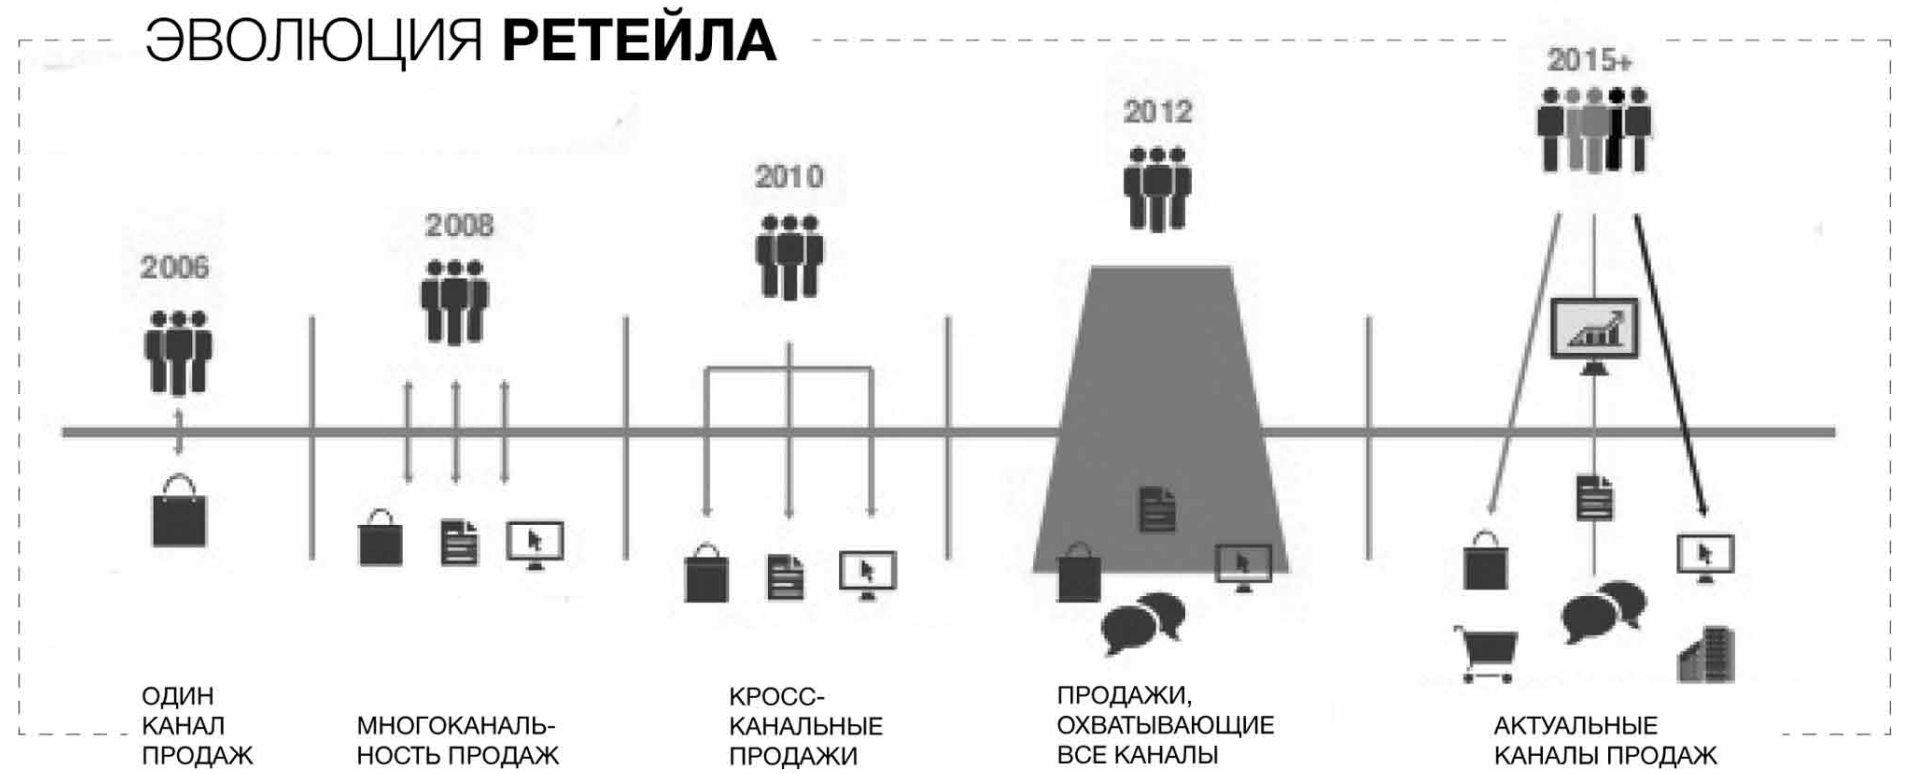 ЭВОЛЮЦИЯ РЕТЕЙЛА
2006
2008
2010
2012
2015+
ОДИН
КАНАЛ
ПРОДАЖ
МНОГОКАНАЛЬ-
НОСТЬ ПРОДАЖ
КРОСС-
КАНАЛЬНЫЕ
ПРОДАЖИ
ПРОДАЖИ,
ОХВАТЫВАЮЩИЕ
ВСЕ КАНАЛЫ
АКТУАЛЬНЫЕ
КАНАЛЫ ПРОДАЖ